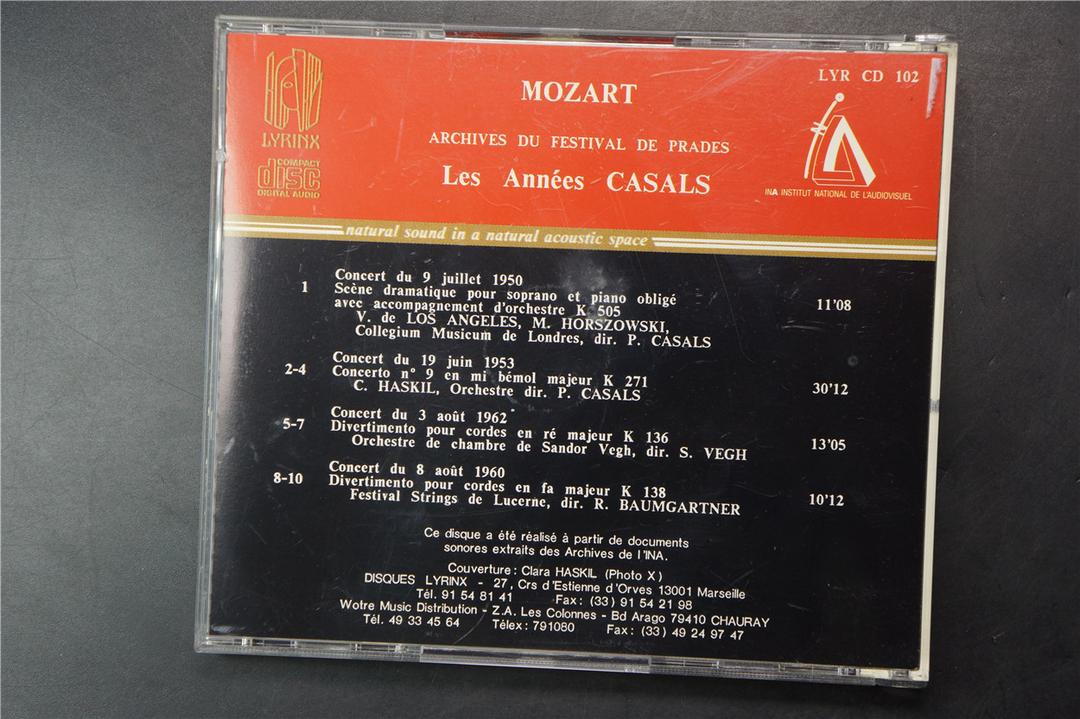 LYRINX
COMPACT
disc
DIGITAL AUDIO
MOZART
ARCHIVES DU FESTIVAL DE PRADES
Les Années CASALS
LYR CD 102
INA INSTITUT NATIONAL DE L'AUDIOVISUEL
natural sound in a natural acoustic space
Concert du 9 juillet 1950
1 Scène dramatique pour soprano et piano obligé
avec accompagnement d'orchestre K 505 11'08
V. de LOS ANGELES, M. HORSZOWSKI,
Collegium Musicum de Londres, dir. P. CASALS
Concert du 19 juin 1953
2-4 Concerto n° 9 en mi bémol majeur K 271
C. HASKIL, Orchestre dir. P. CASALS 30'12
Concert du 3 août 1962
5-7 Divertimento pour cordes en ré majeur K 136
Orchestre de chambre de Sandor Vegh, dir. S. VEGH 13'05
Concert du 8 août 1960
8-10 Divertimento pour cordes en fa majeur K 138
Festival Strings de Lucerne, dir. R. BAUMGARTNER 10'12
Ce disque a été réalisé à partir de documents
sonores extraits des Archives de l'INA.
Couverture : Clara HASKIL (Photo X)
DISQUES LYRINX - 27, Crs d'Estienne d'Orves 13001 Marseille
Tél. 91 54 81 41 Fax : (33) 91 54 21 98
Wotre Music Distribution - Z.A. Les Colonnes - Bd Arago 79410 CHAURAY
Tél. 49 33 45 64 Télex : 791080 Fax : (33) 49 24 97 47